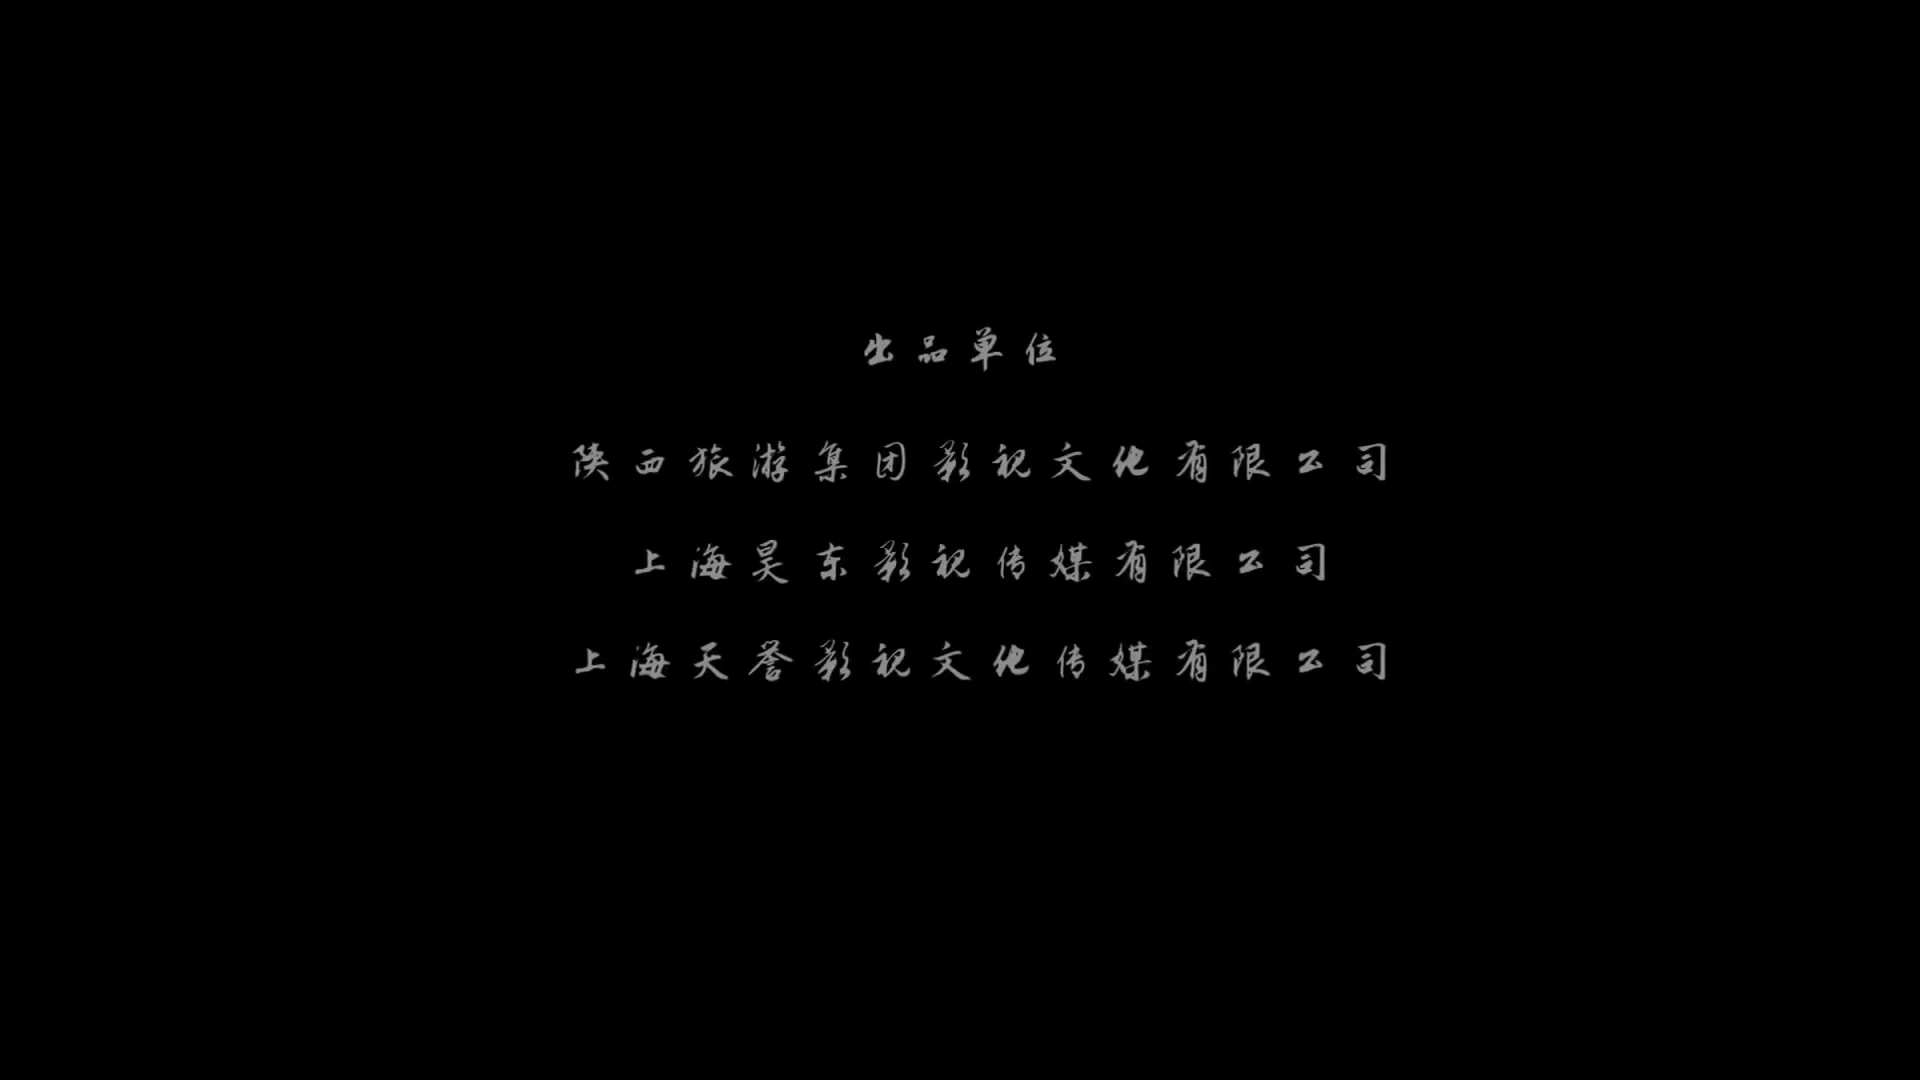 出品单位
陕西旅游集团影视文化有限公司
上海昊东影视传媒有限公司
上海天誉影视文化传媒有限公司